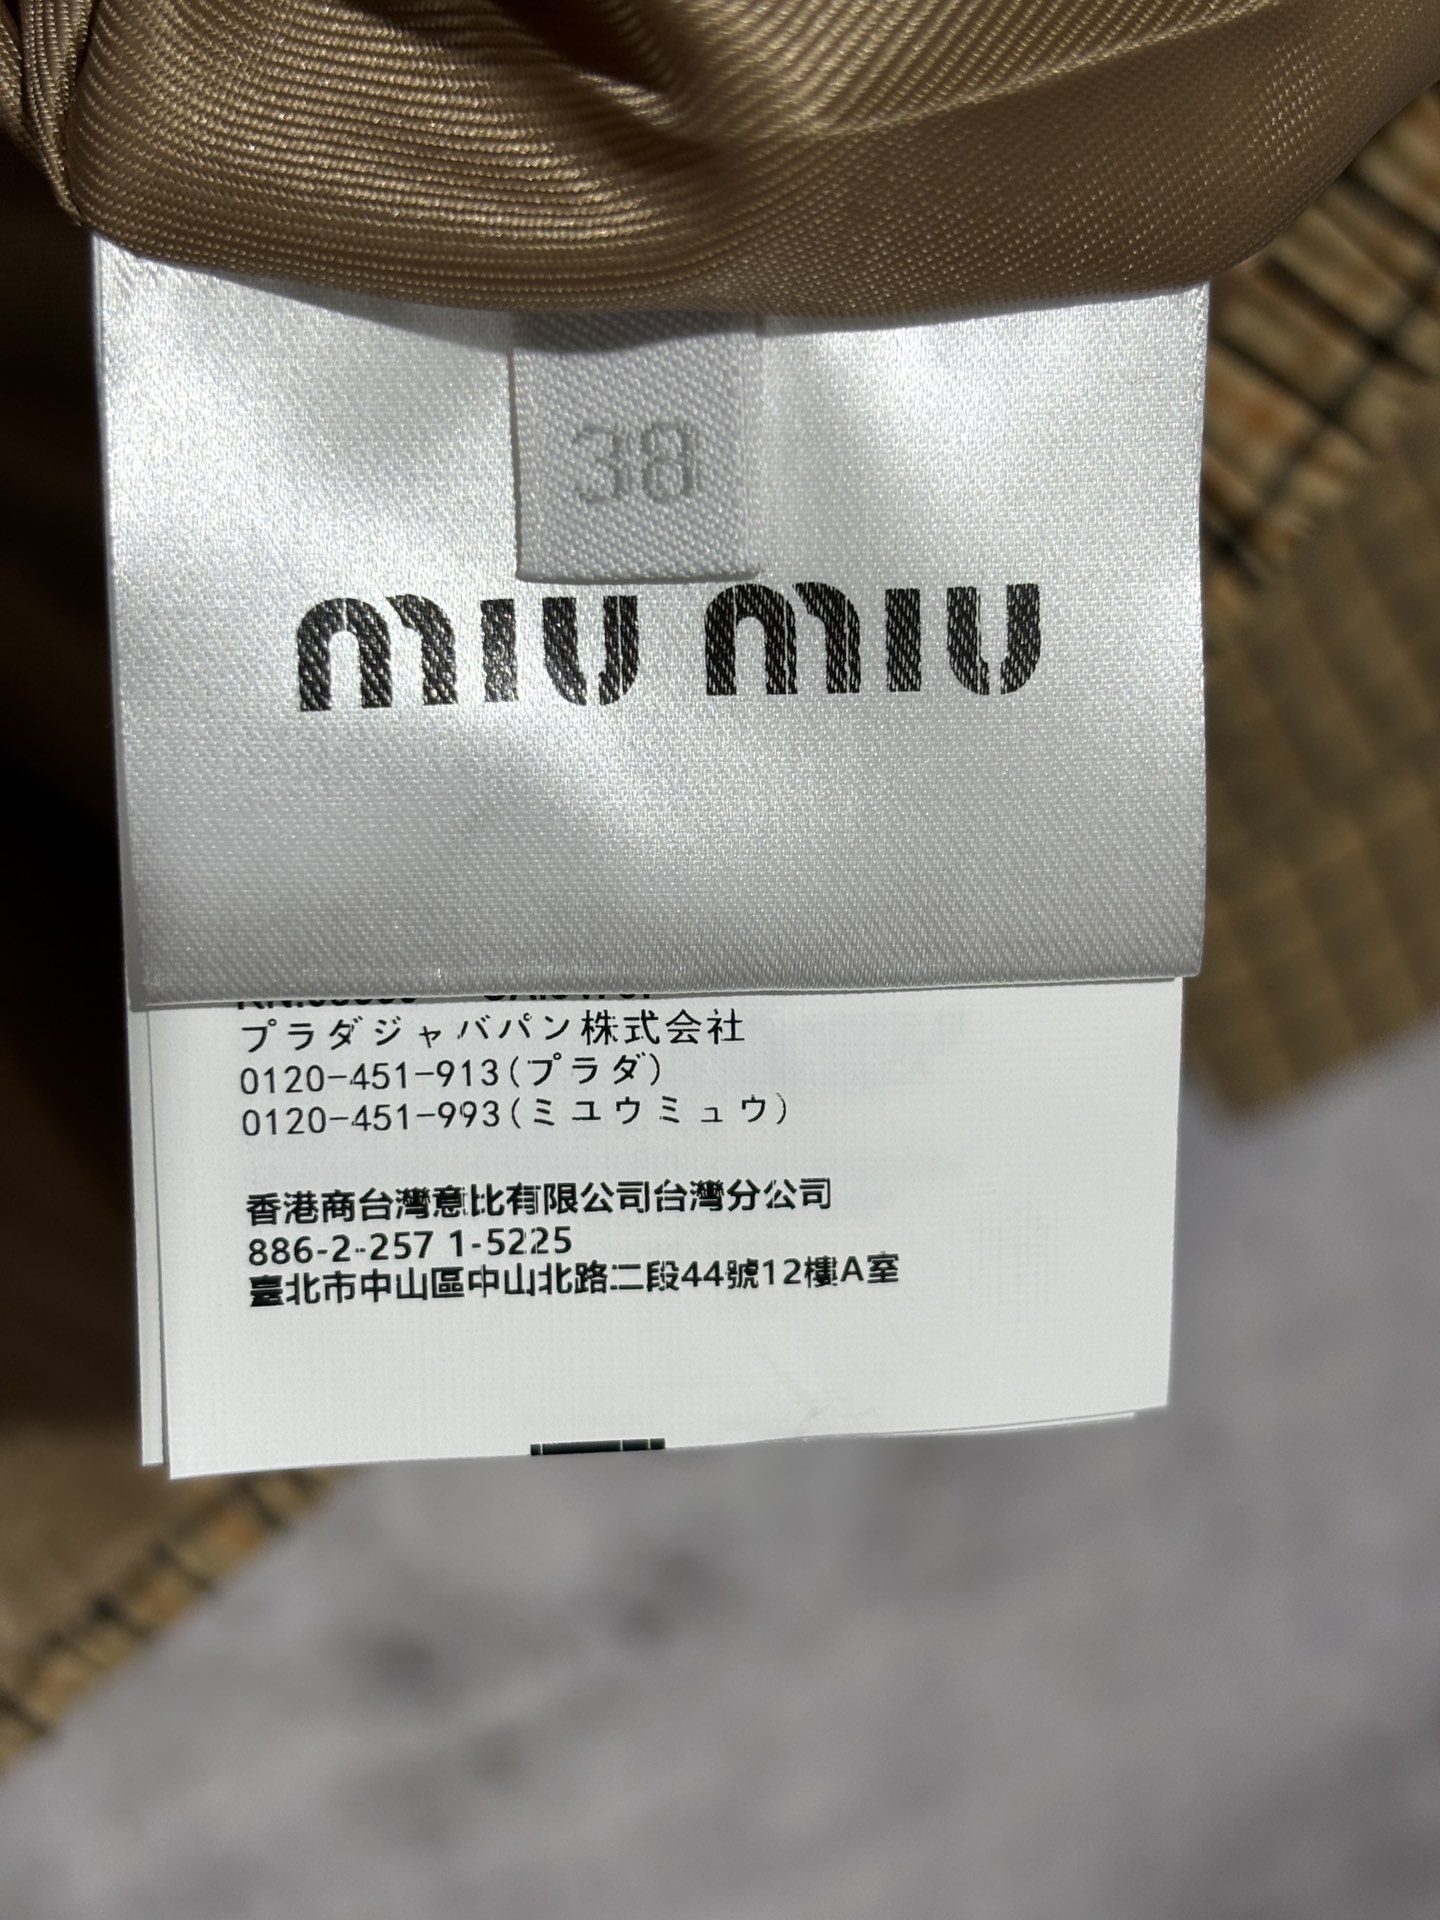 38
miu miu
プラダジャパパン株式会社
0120-451-913(プラダ)
0120-451-993(ミユウミュウ)
香港商台灣意比有限公司台灣分公司
886-2-257 1-5225
臺北市中山區中山北路二段44號12樓A室